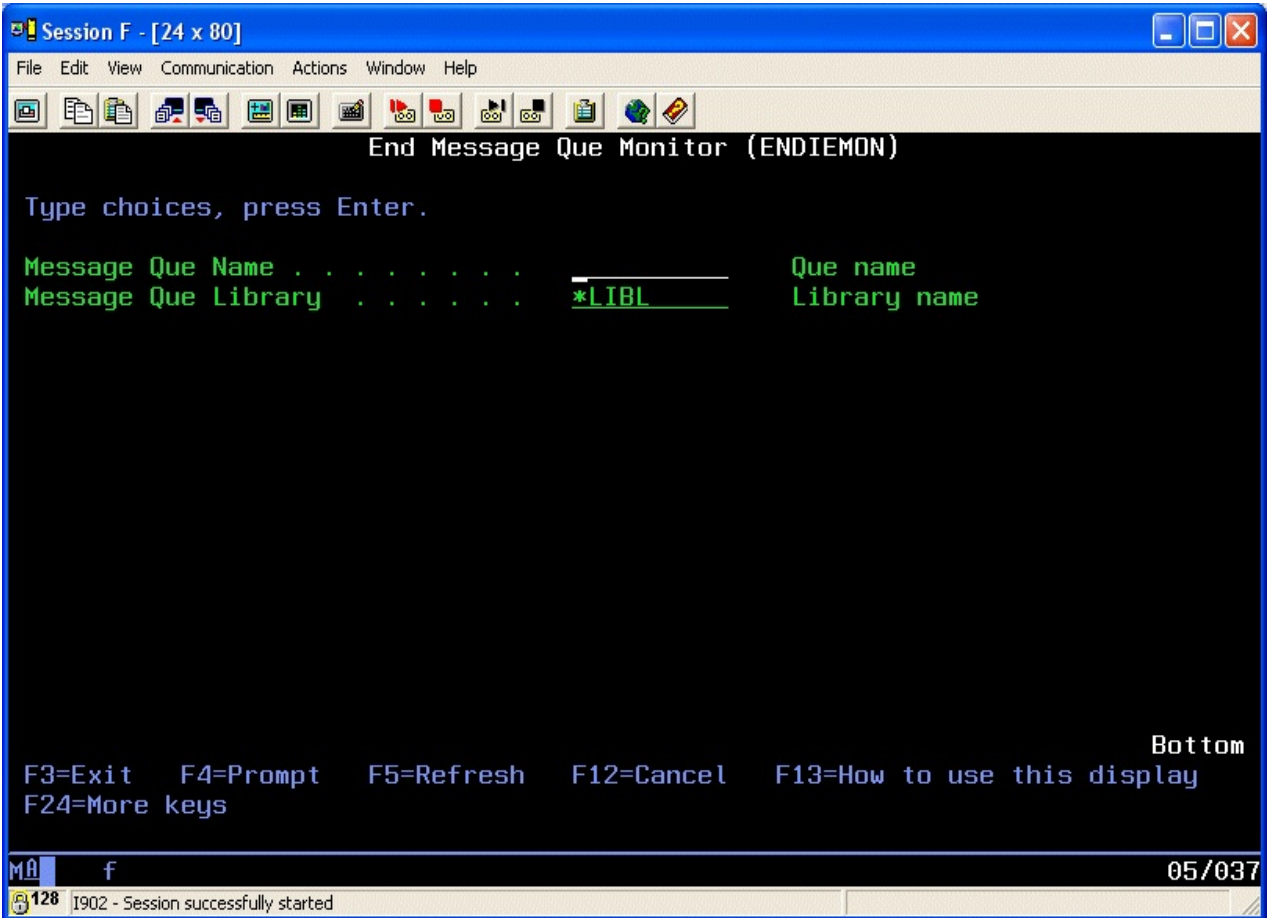 Session F - [24 x 80]
File Edit View Communication Actions Window Help
End Message Que Monitor (ENDIEMON)
Type choices, press Enter.
Message Que Name . . . . . . . . Que name
Message Que Library . . . . . . *LIBL Library name
Bottom
F3=Exit F4=Prompt F5=Refresh F12=Cancel F13=How to use this display
F24=More keys
MA f 05/037
128 I902 - Session successfully started